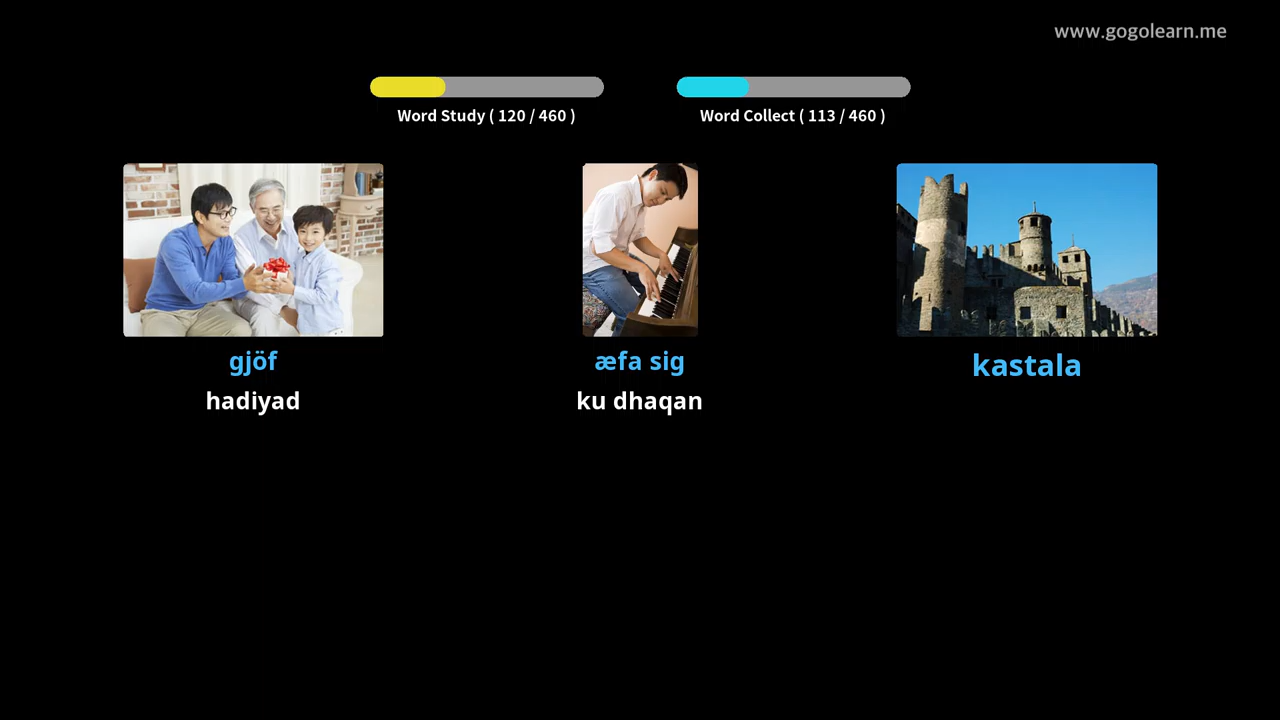 www.gogolearn.me
Word Study ( 120 / 460 )
Word Collect ( 113 / 460 )
gjöf
hadiyad
æfa sig
ku dhaqan
kastala